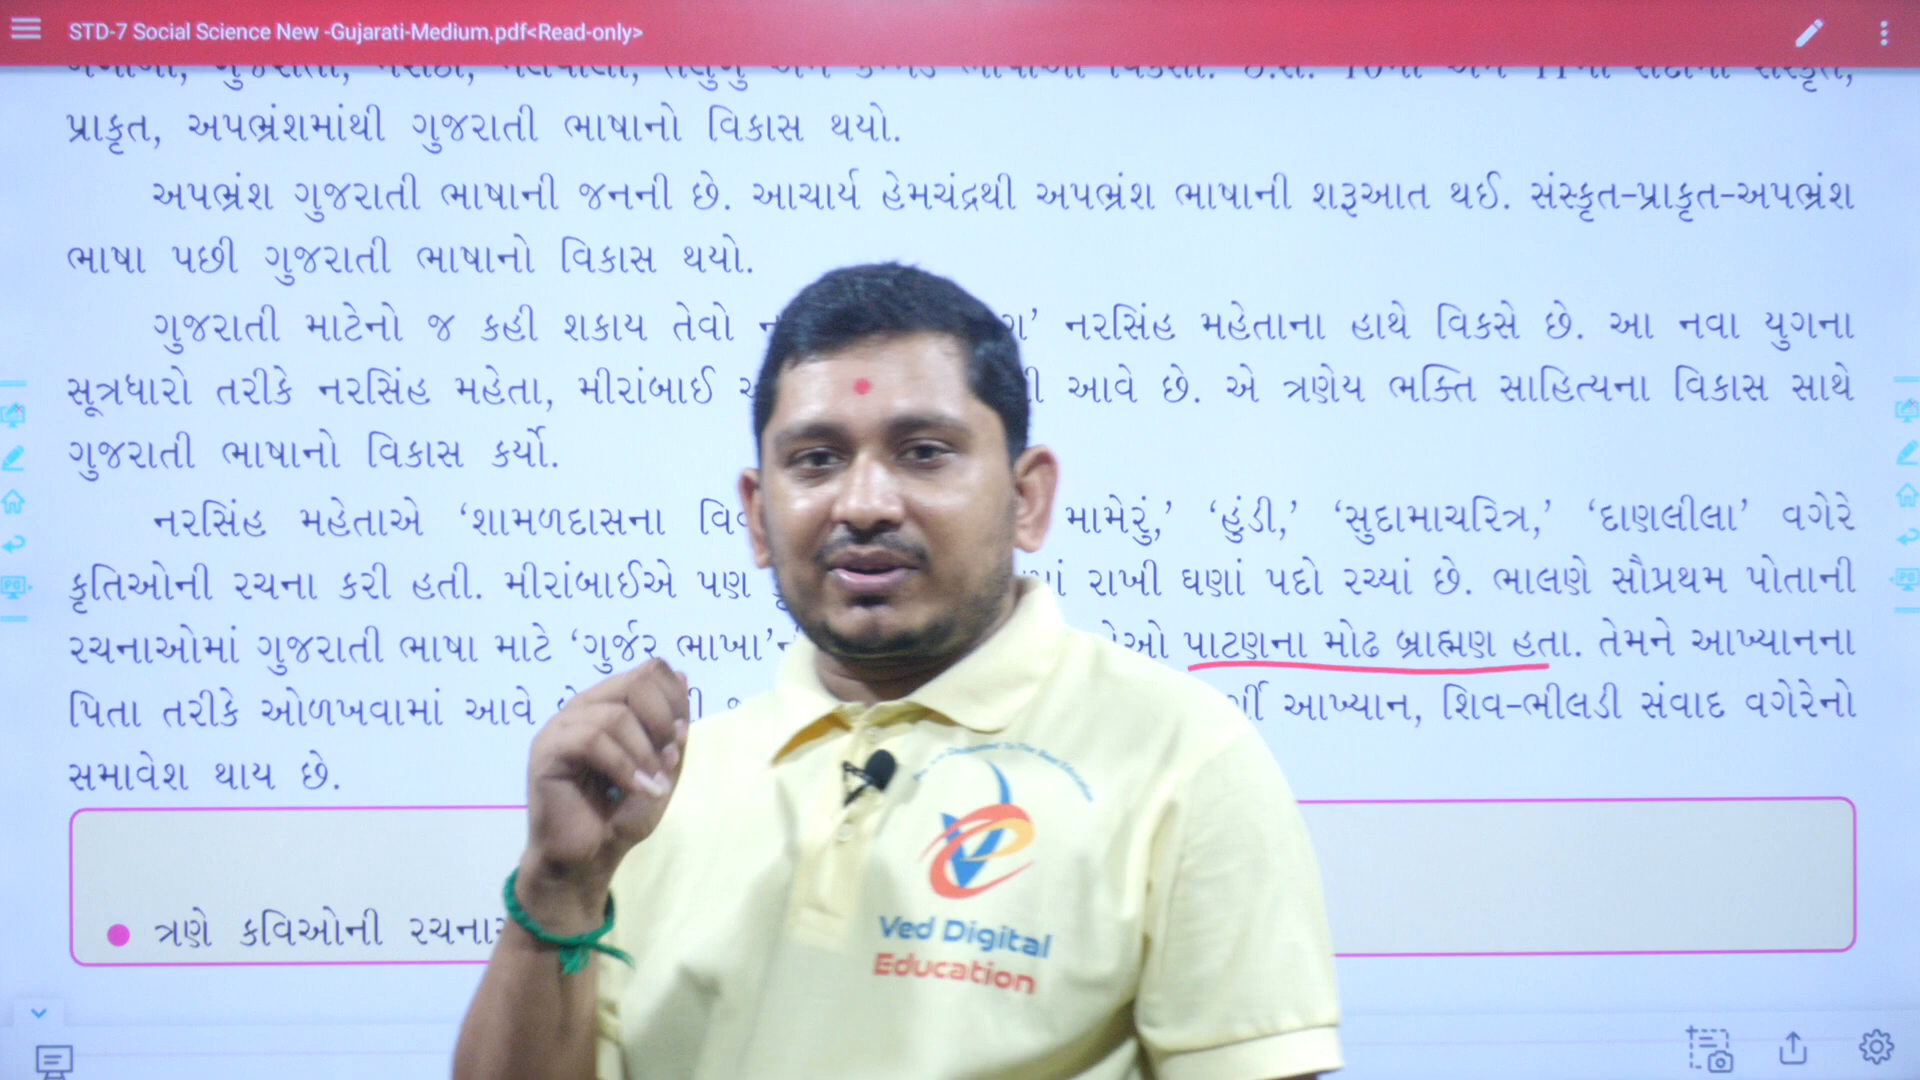 STD-7 Social Science New -Gujarati-Medium.pdf<Read-only>
પ્રાકૃત, અપભ્રંશમાંથી ગુજરાતી ભાષાનો વિકાસ થયો.
અપભ્રંશ ગુજરાતી ભાષાની જનની છે. આચાર્ય હેમચંદ્રથી અપભ્રંશ ભાષાની શરૂઆત થઈ. સંસ્કૃત-પ્રાકૃત-અપભ્રંશ
ભાષા પછી ગુજરાતી ભાષાનો વિકાસ થયો.
ગુજરાતી માટેનો જ કહી શકાય તેવો નરસિંહ મહેતાના હાથે વિકસે છે. આ નવા યુગના
સૂત્રધારો તરીકે નરસિંહ મહેતા, મીરાંબાઈ આવે છે. એ ત્રણેય ભક્તિ સાહિત્યના વિકાસ સાથે
ગુજરાતી ભાષાનો વિકાસ કર્યો.
નરસિંહ મહેતાએ ‘શામળદાસના મામેરું,’ ‘હુંડી,’ ‘સુદામાચરિત્ર,’ ‘દાણલીલા’ વગેરે
કૃતિઓની રચના કરી હતી. મીરાંબાઈએ પણ રાખી ઘણાં પદો રચ્યાં છે. ભાલણે સૌપ્રથમ પોતાની
રચનાઓમાં ગુજરાતી ભાષા માટે ‘ગુર્જર ભાખા’ પાટણના મોઢ બ્રાહ્મણ હતા. તેમને આખ્યાનના
પિતા તરીકે ઓળખવામાં આવે આખ્યાન, શિવ-ભીલડી સંવાદ વગેરેનો
સમાવેશ થાય છે.
ત્રણે કવિઓની
Ved Digital
Education